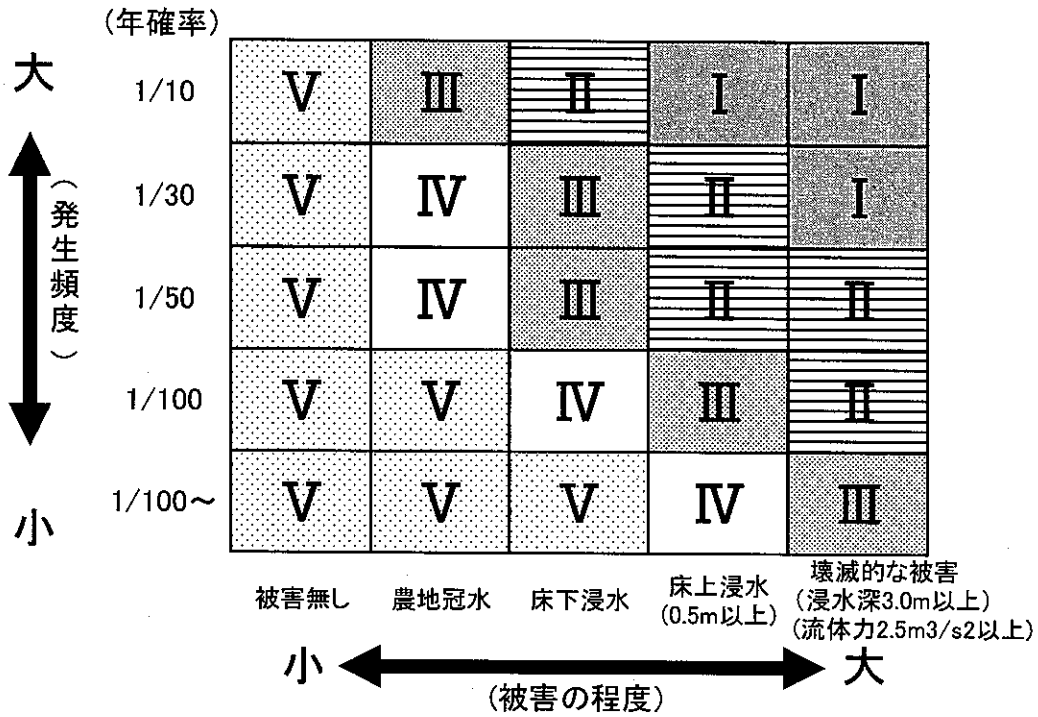 (年確率)
大
1/10 Ⅴ Ⅲ Ⅱ Ⅰ Ⅰ
1/30 Ⅴ Ⅳ Ⅲ Ⅱ Ⅰ
(発生頻度)
1/50 Ⅴ Ⅳ Ⅲ Ⅱ Ⅱ
1/100 Ⅴ Ⅴ Ⅳ Ⅲ Ⅱ
小
1/100～ Ⅴ Ⅴ Ⅴ Ⅳ Ⅲ
被害無し 農地冠水 床下浸水 床上浸水 壊滅的な被害
(0.5m以上) (浸水深3.0m以上)
(流体力2.5m3/s2以上)
小 大
(被害の程度)